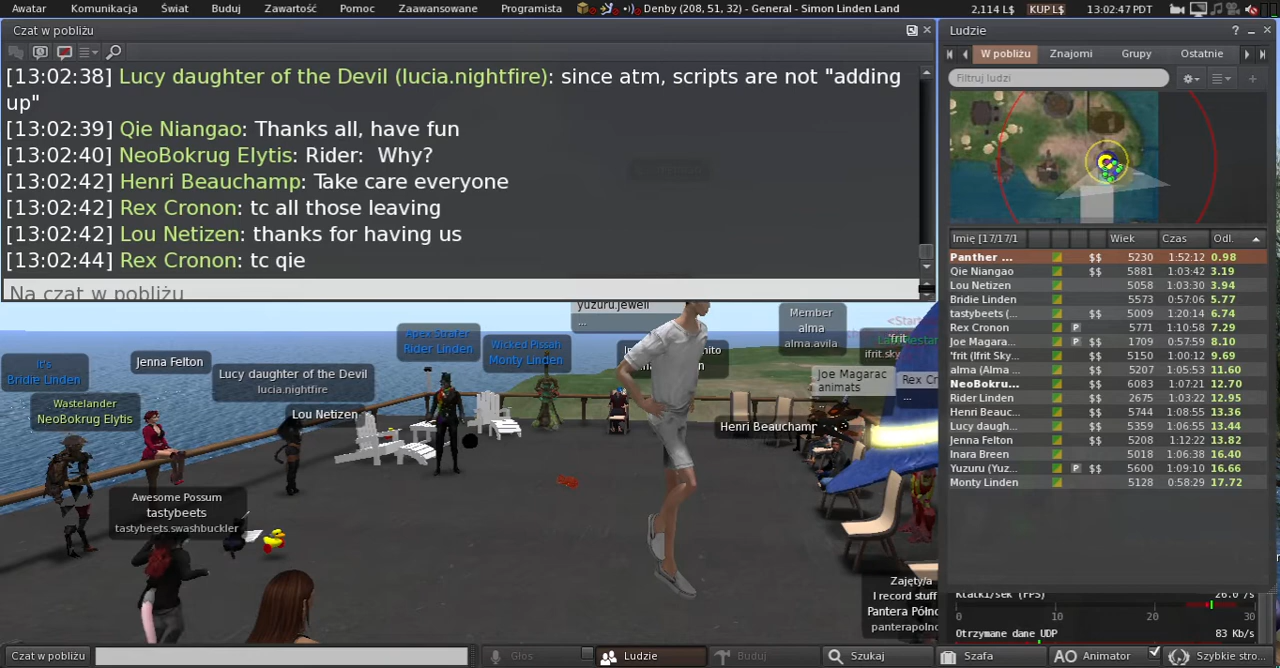 Awatar Komunikacja Świat Buduj Zawartość Pomoc Zaawansowane Programista Denby (208, 51, 32) - General - Simon Linden Land 2,114 L$ KUP L$ 13:02:47 PDT
Czat w pobliżu
[13:02:38] Lucy daughter of the Devil (lucia.nightfire): since atm, scripts are not "adding
up"
[13:02:39] Qie Niangao: Thanks all, have fun
[13:02:40] NeoBokrug Elytis: Rider: Why?
[13:02:42] Henri Beauchamp: Take care everyone
[13:02:42] Rex Cronon: tc all those leaving
[13:02:42] Lou Netizen: thanks for having us
[13:02:44] Rex Cronon: tc qie
Na czat w pobliżu
Ludzie
W pobliżu Znajomi Grupy Ostatnie
Filtruj ludzi
Imię [17/17/1 Wiek Czas Odl.
Panther ... $$ 5230 1:52:12 0.98
Qie Niangao $$ 5881 1:03:42 3.19
Lou Netizen 5058 1:03:30 3.94
Bridie Linden 5573 0:57:06 5.77
tastybeets (... $$ 5009 1:20:14 6.74
Rex Cronon P 5771 1:10:58 7.29
Joe Magara... P $$ 1709 0:57:59 8.10
'frit (Ifrit Sky... $$ 5150 1:00:12 9.69
alma (Alma ... $$ 5207 1:05:53 11.60
NeoBokru... $$ 6083 1:07:21 12.70
Rider Linden $$ 2675 1:03:22 12.95
Henri Beauc... $$ 5744 1:08:55 13.36
Lucy daugh... $$ 5359 1:06:55 13.44
Jenna Felton $$ 5208 1:12:22 13.82
Inara Breen 5018 1:06:38 16.40
Yuzuru (Yuz... P $$ 5600 1:09:10 16.66
Monty Linden 5128 0:58:29 17.72
Klatki/sek (FPS) 26.0 /s
0 10 20 30
Otrzymane dane UDP 83 Kb/s
yuzuru.jewell
...
Member
alma
alma.avila
'frit
ifrit.sky
Apex Strafer
Rider Linden
Wicked Pissah
Monty Linden
It's
Bridie Linden
Jenna Felton
Lucy daughter of the Devil
lucia.nightfire
Joe Magarac
animats
...
Rex Cr
...
Wastelander
NeoBokrug Elytis
Lou Netizen
Henri Beauchamp
Awesome Possum
tastybeets
tastybeets.swashbuckler
Zajęty/a
I record stuff
Pantera Półno
panterapolnoc
Czat w pobliżu Głos Ludzie Buduj Szukaj Szafa AO Animator Szybkie stro...